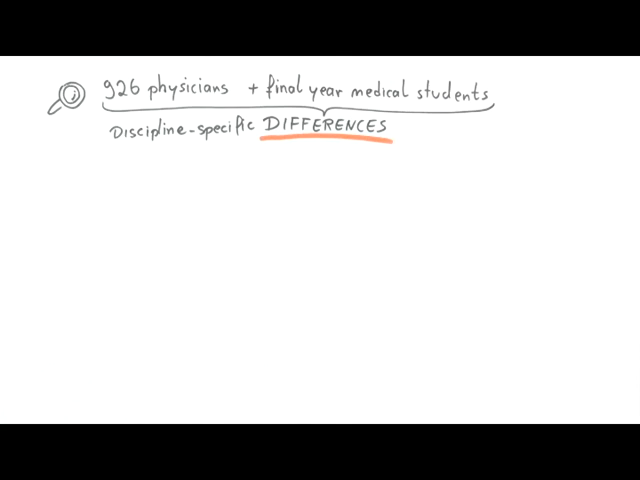 926 physicians + final year medical students
Discipline-specific DIFFERENCES